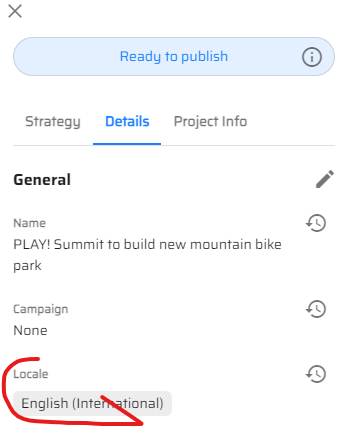 Ready to publish
Strategy Details Project Info
General
Name
PLAY! Summit to build new mountain bike
park
Campaign
None
Locale
English (International)